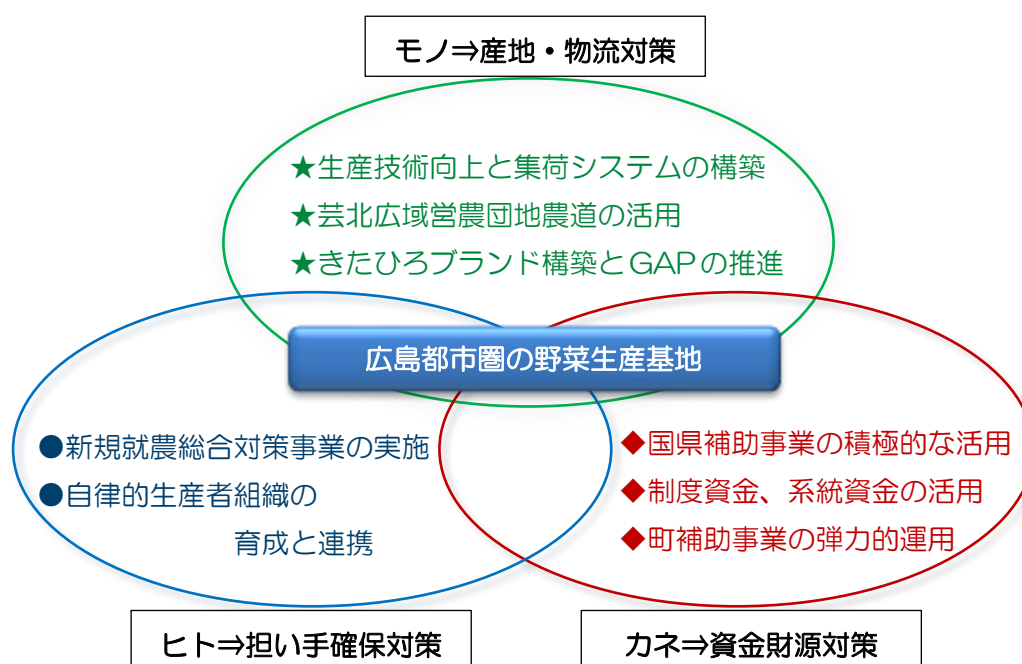 モノ⇒産地・物流対策
★生産技術向上と集荷システムの構築
★芸北広域営農団地農道の活用
★きたひろブランド構築とGAPの推進
広島都市圏の野菜生産基地
●新規就農総合対策事業の実施
●自律的生産者組織の
育成と連携
◆国県補助事業の積極的な活用
◆制度資金、系統資金の活用
◆町補助事業の弾力的運用
ヒト⇒担い手確保対策
カネ⇒資金財源対策